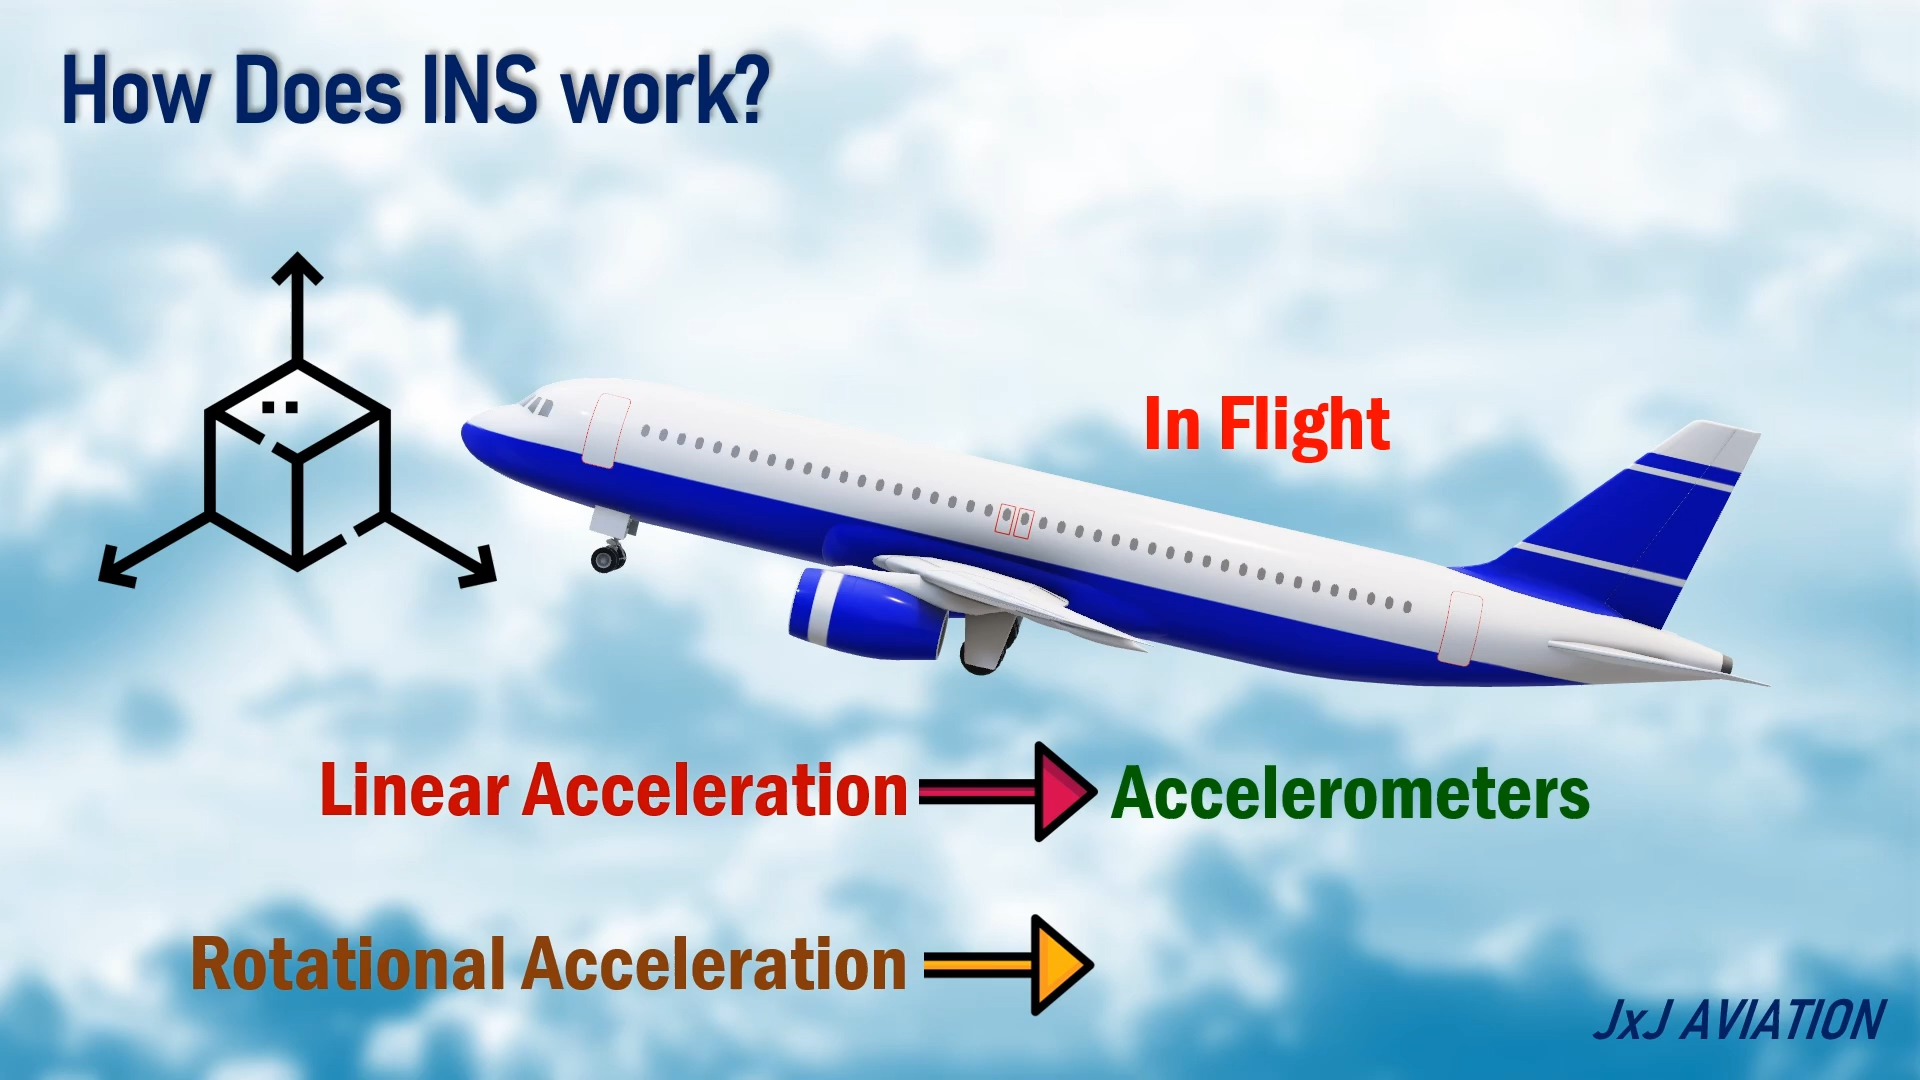 How Does INS work?
In Flight
Linear Acceleration
Accelerometers
Rotational Acceleration
JxJ AVIATION